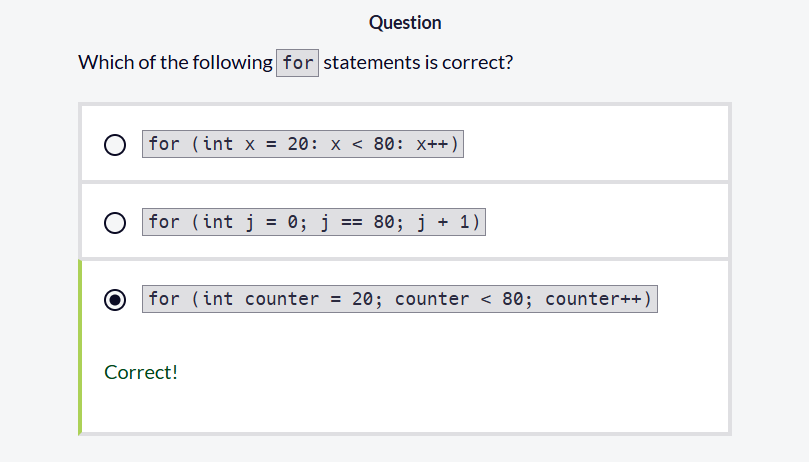 Question
Which of the following for statements is correct?
for (int x = 20: x < 80: x++)
for (int j = 0; j == 80; j + 1)
for (int counter = 20; counter < 80; counter++)
Correct!